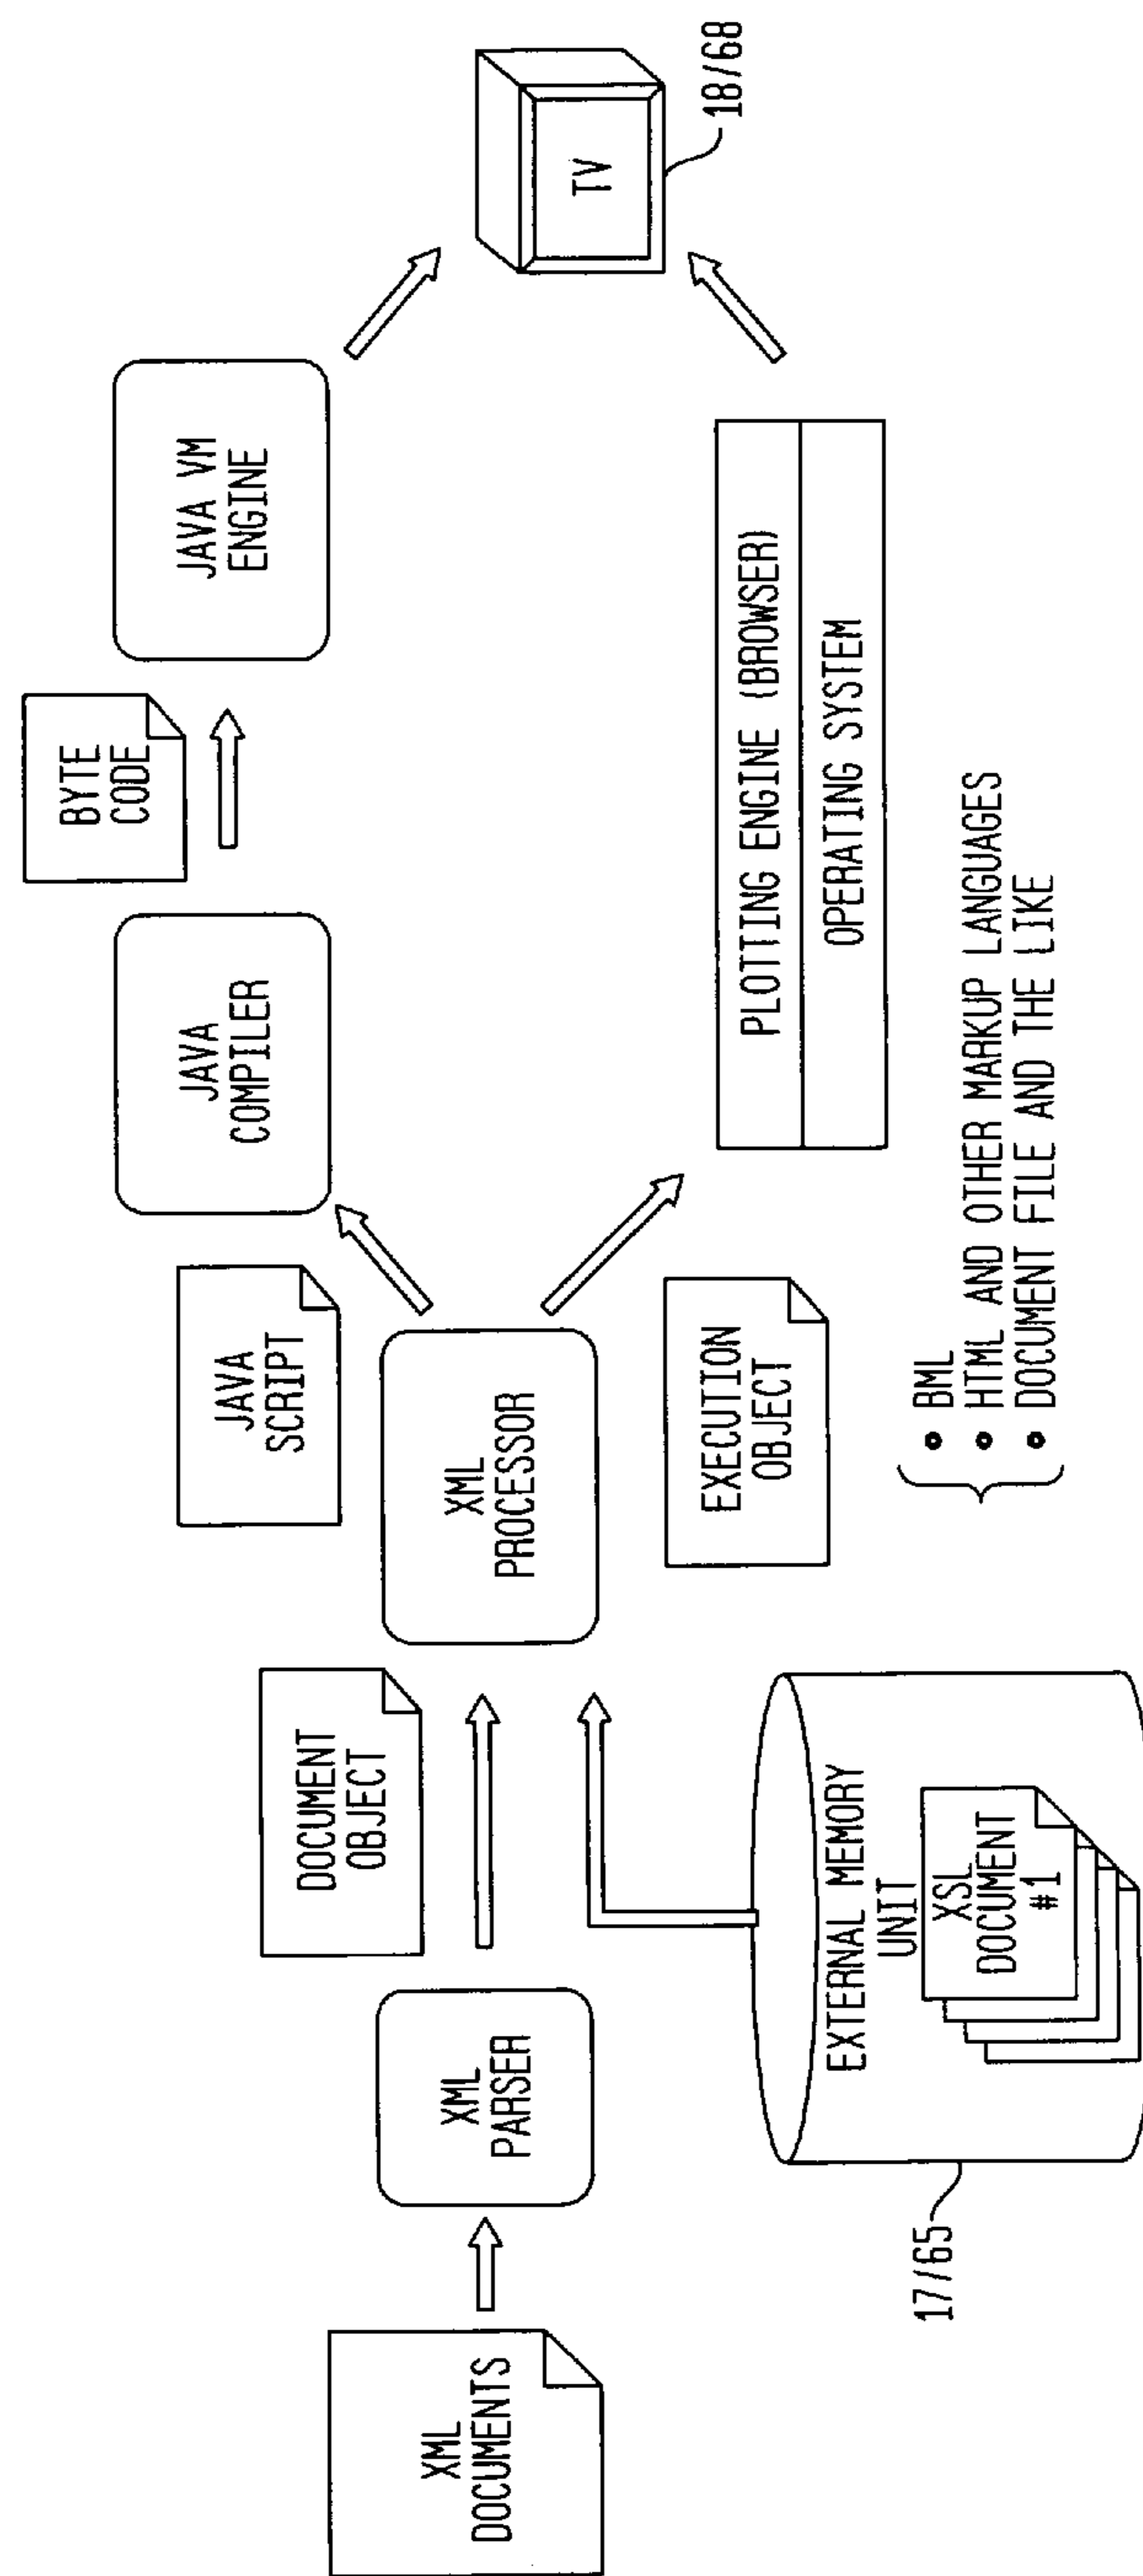 XML
DOCUMENTS
XML
PARSER
DOCUMENT
OBJECT
XML
PROCESSOR
EXTERNAL MEMORY
UNIT
XSL
DOCUMENT
#1
17/65
JAVA
SCRIPT
JAVA
COMPILER
BYTE
CODE
JAVA VM
ENGINE
EXECUTION
OBJECT
• BML
• HTML AND OTHER MARKUP LANGUAGES
• DOCUMENT FILE AND THE LIKE
PLOTTING ENGINE (BROWSER)
OPERATING SYSTEM
TV
18/68